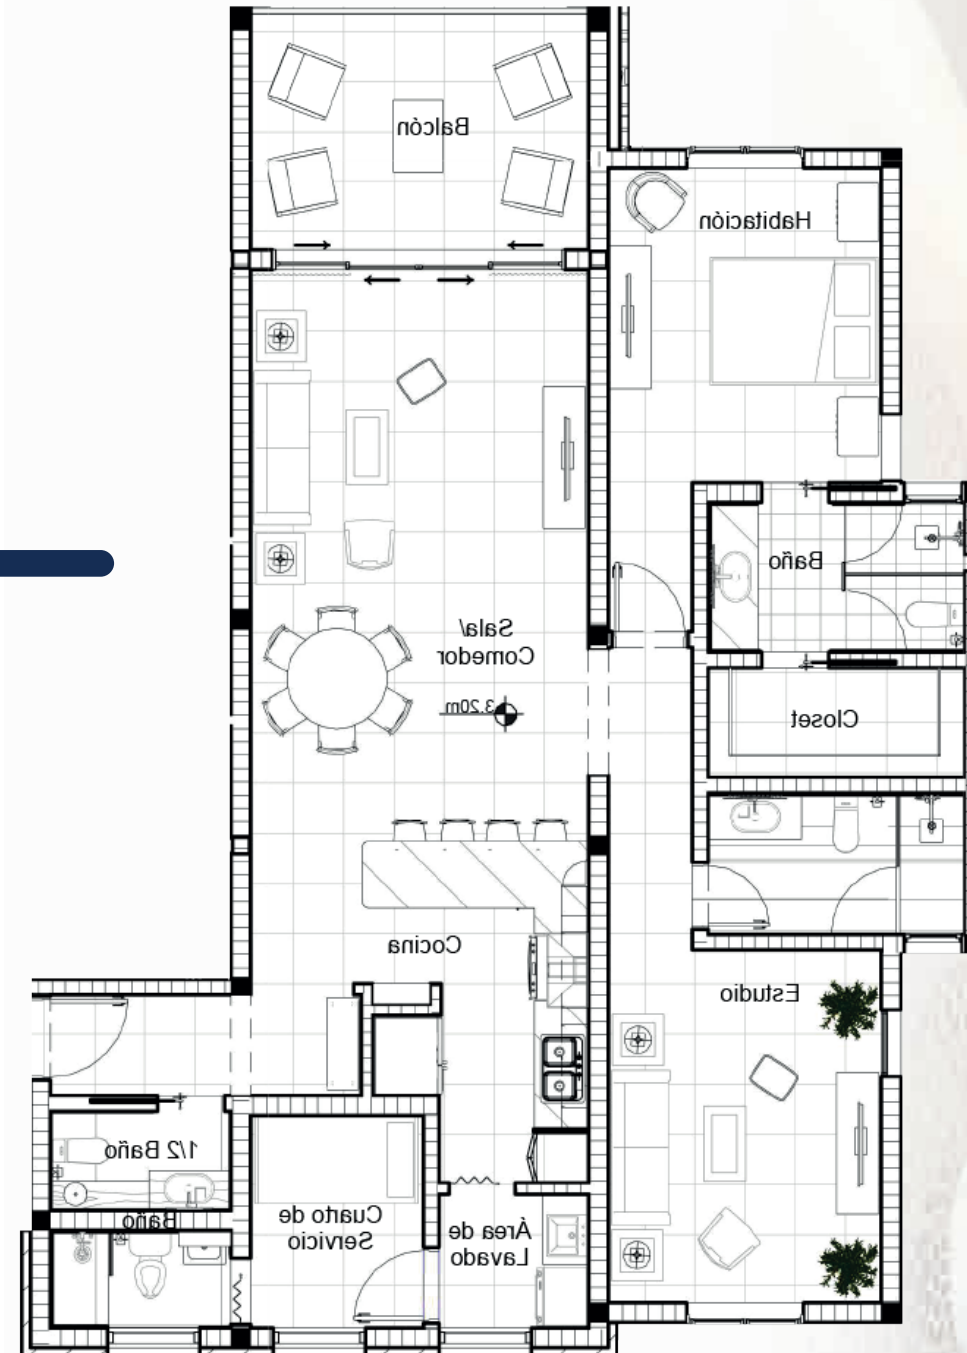 Balcón
Habitación
Baño
Sala/
Comedor
3.20m
Closet
Cocina
Estudio
1/2 Baño
Baño
Cuarto de
Servicio
Área de
Lavado